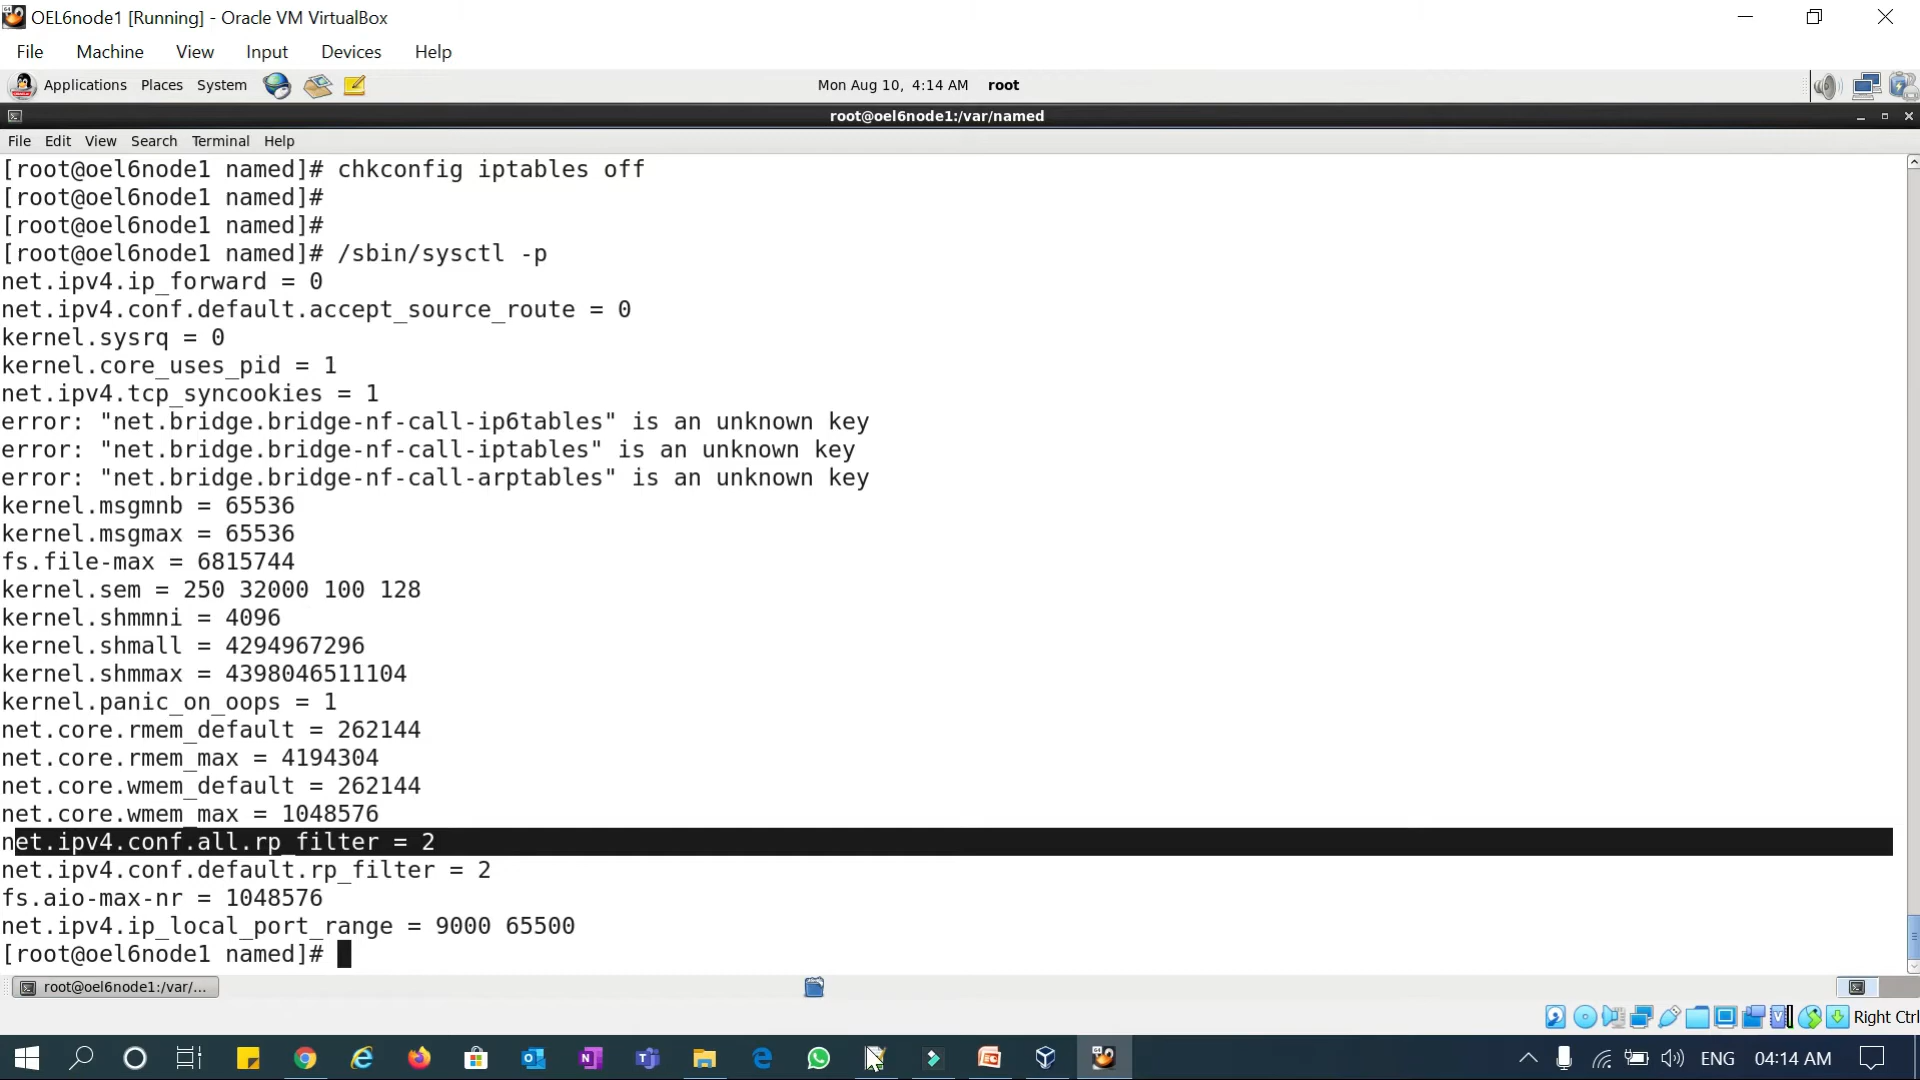 OEL6node1 [Running] - Oracle VM VirtualBox
File Machine View Input Devices Help
Applications Places System Mon Aug 10, 4:14 AM root
root@oel6node1:/var/named
File Edit View Search Terminal Help
[root@oel6node1 named]# chkconfig iptables off
[root@oel6node1 named]#
[root@oel6node1 named]#
[root@oel6node1 named]# /sbin/sysctl -p
net.ipv4.ip_forward = 0
net.ipv4.conf.default.accept_source_route = 0
kernel.sysrq = 0
kernel.core_uses_pid = 1
net.ipv4.tcp_syncookies = 1
error: "net.bridge.bridge-nf-call-ip6tables" is an unknown key
error: "net.bridge.bridge-nf-call-iptables" is an unknown key
error: "net.bridge.bridge-nf-call-arptables" is an unknown key
kernel.msgmnb = 65536
kernel.msgmax = 65536
fs.file-max = 6815744
kernel.sem = 250 32000 100 128
kernel.shmmni = 4096
kernel.shmall = 4294967296
kernel.shmmax = 4398046511104
kernel.panic_on_oops = 1
net.core.rmem_default = 262144
net.core.rmem_max = 4194304
net.core.wmem_default = 262144
net.core.wmem_max = 1048576
net.ipv4.conf.all.rp_filter = 2
net.ipv4.conf.default.rp_filter = 2
fs.aio-max-nr = 1048576
net.ipv4.ip_local_port_range = 9000 65500
[root@oel6node1 named]#
root@oel6node1:/var/...
Right Ctrl
ENG 04:14 AM